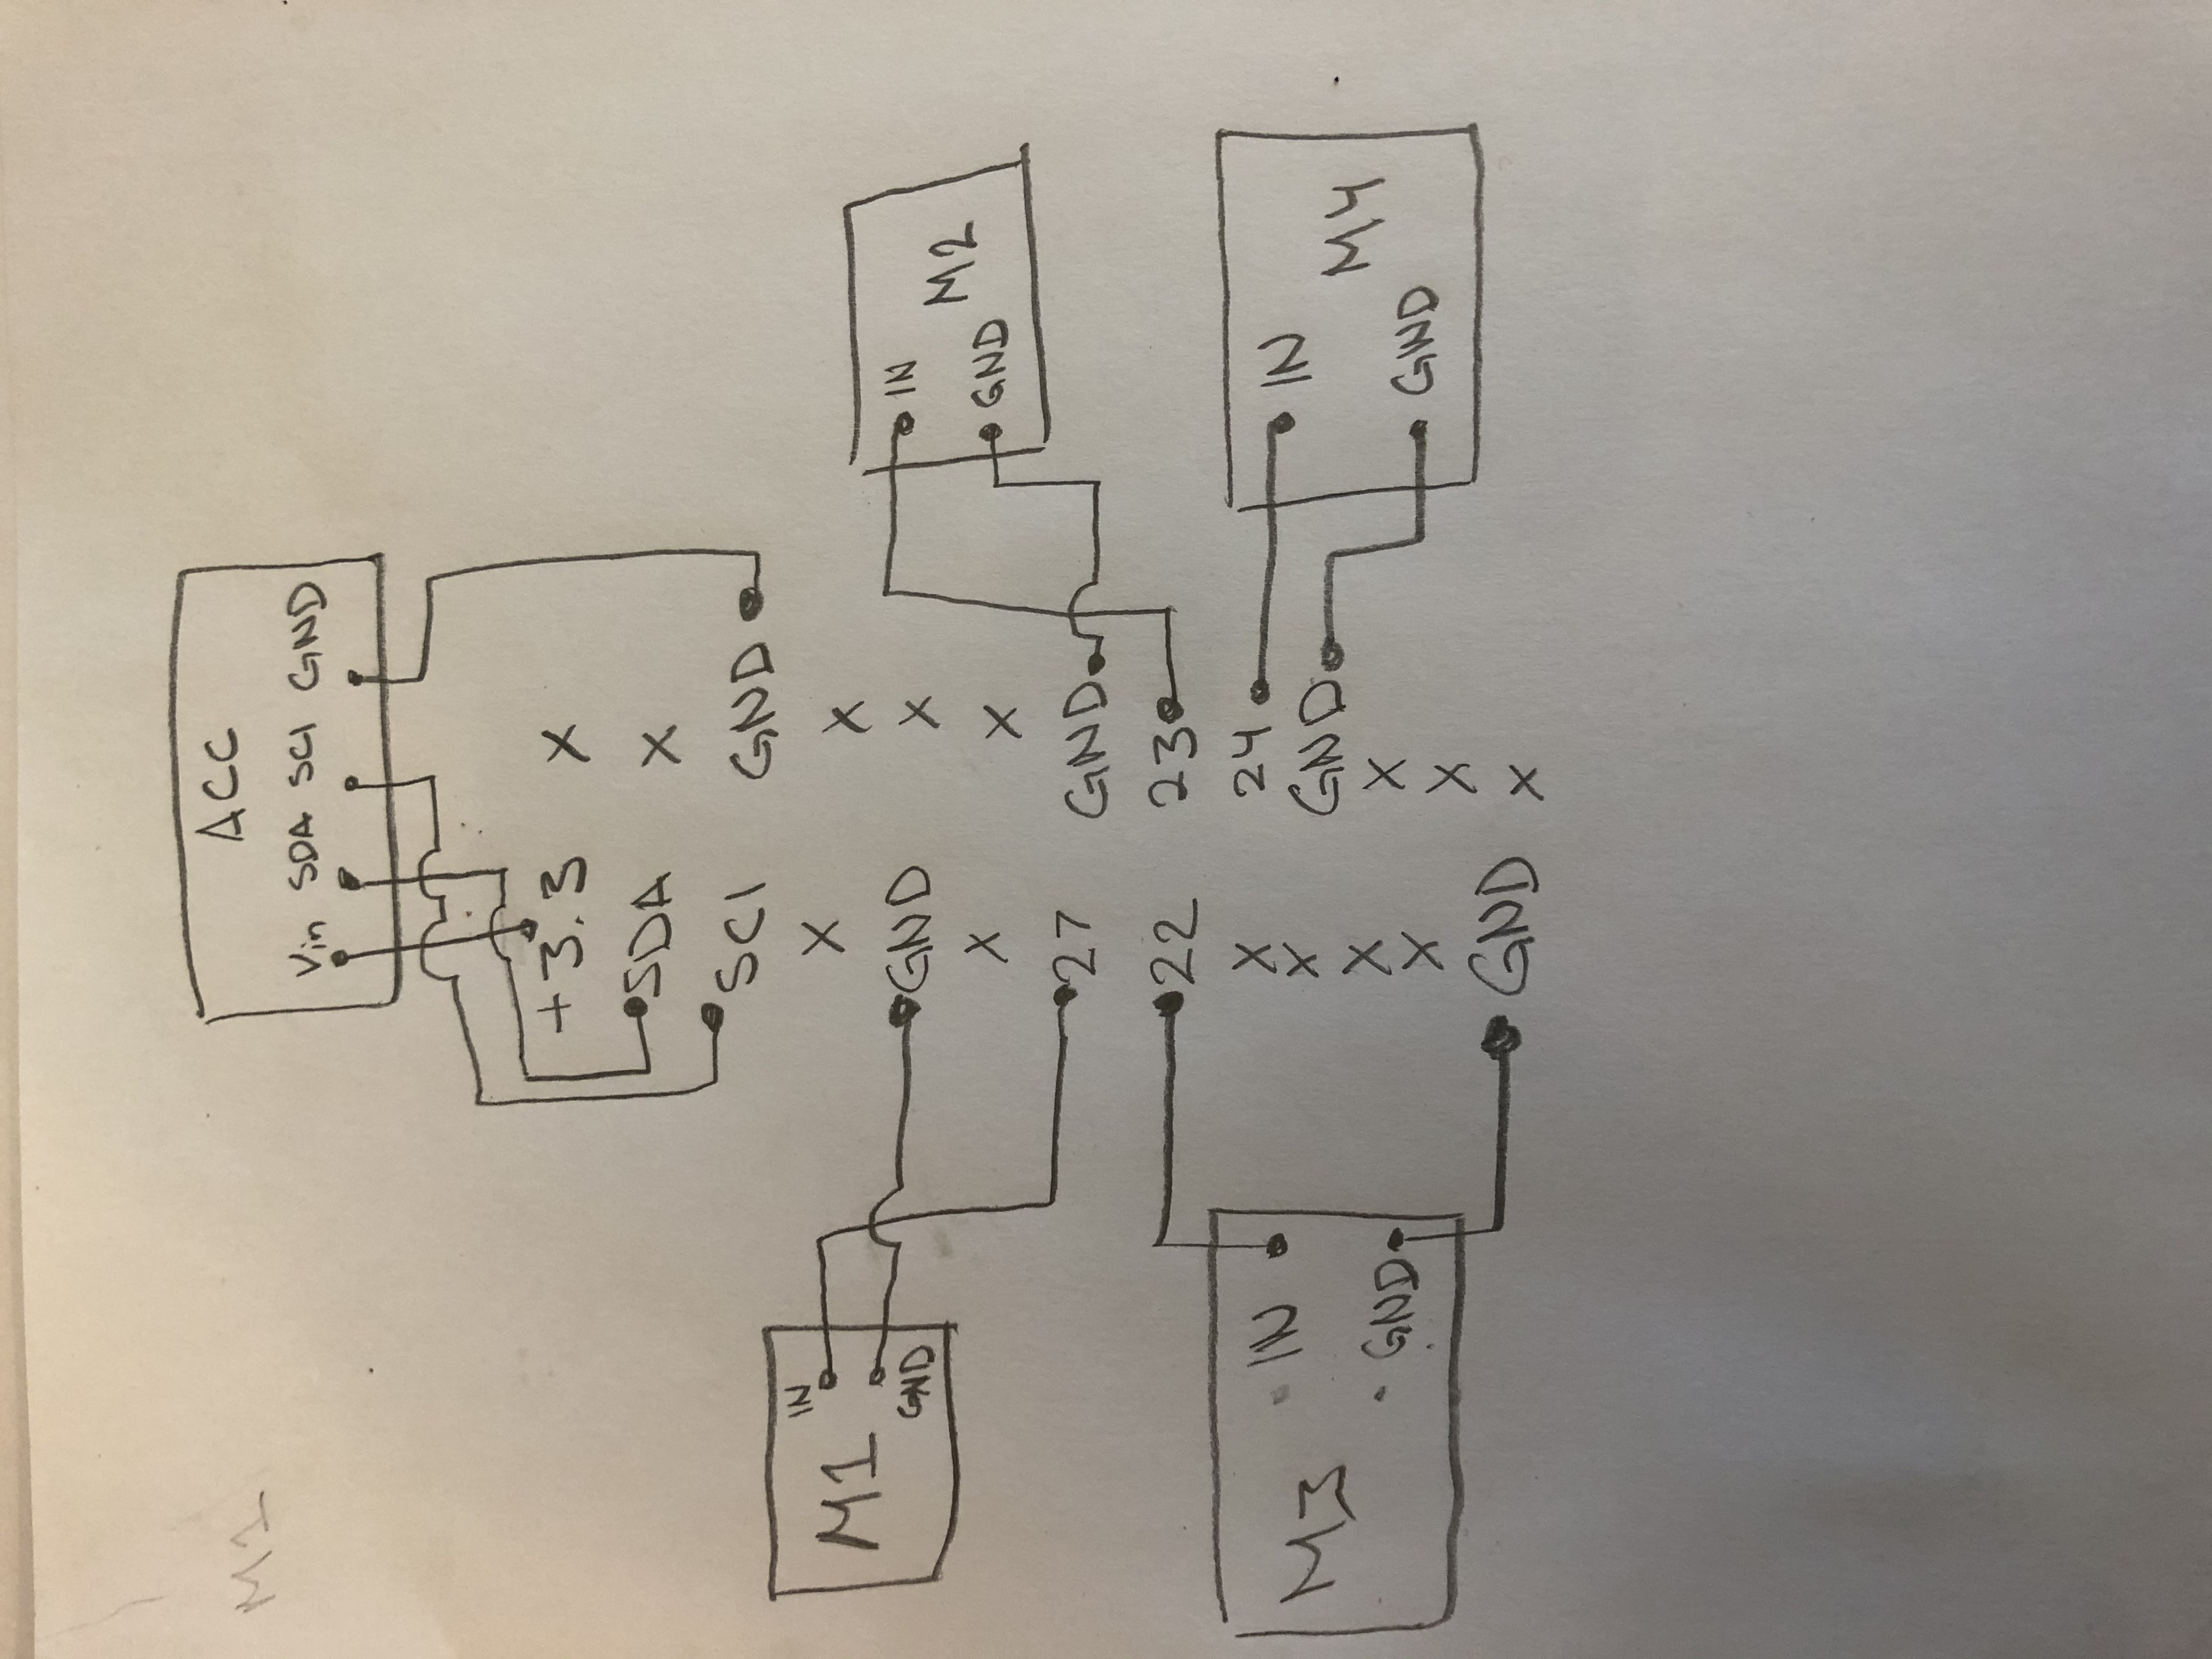 M1
ACC
Vin SDA SCl GND
+3.3 X
SDA X
SCl GND
X X
GND X
X X
27 GND
22 23
X 24
X GND
X X
X X
GND X
IN
M1
GND
IN
M2
GND
IN
M3
GND
IN
M4
GND